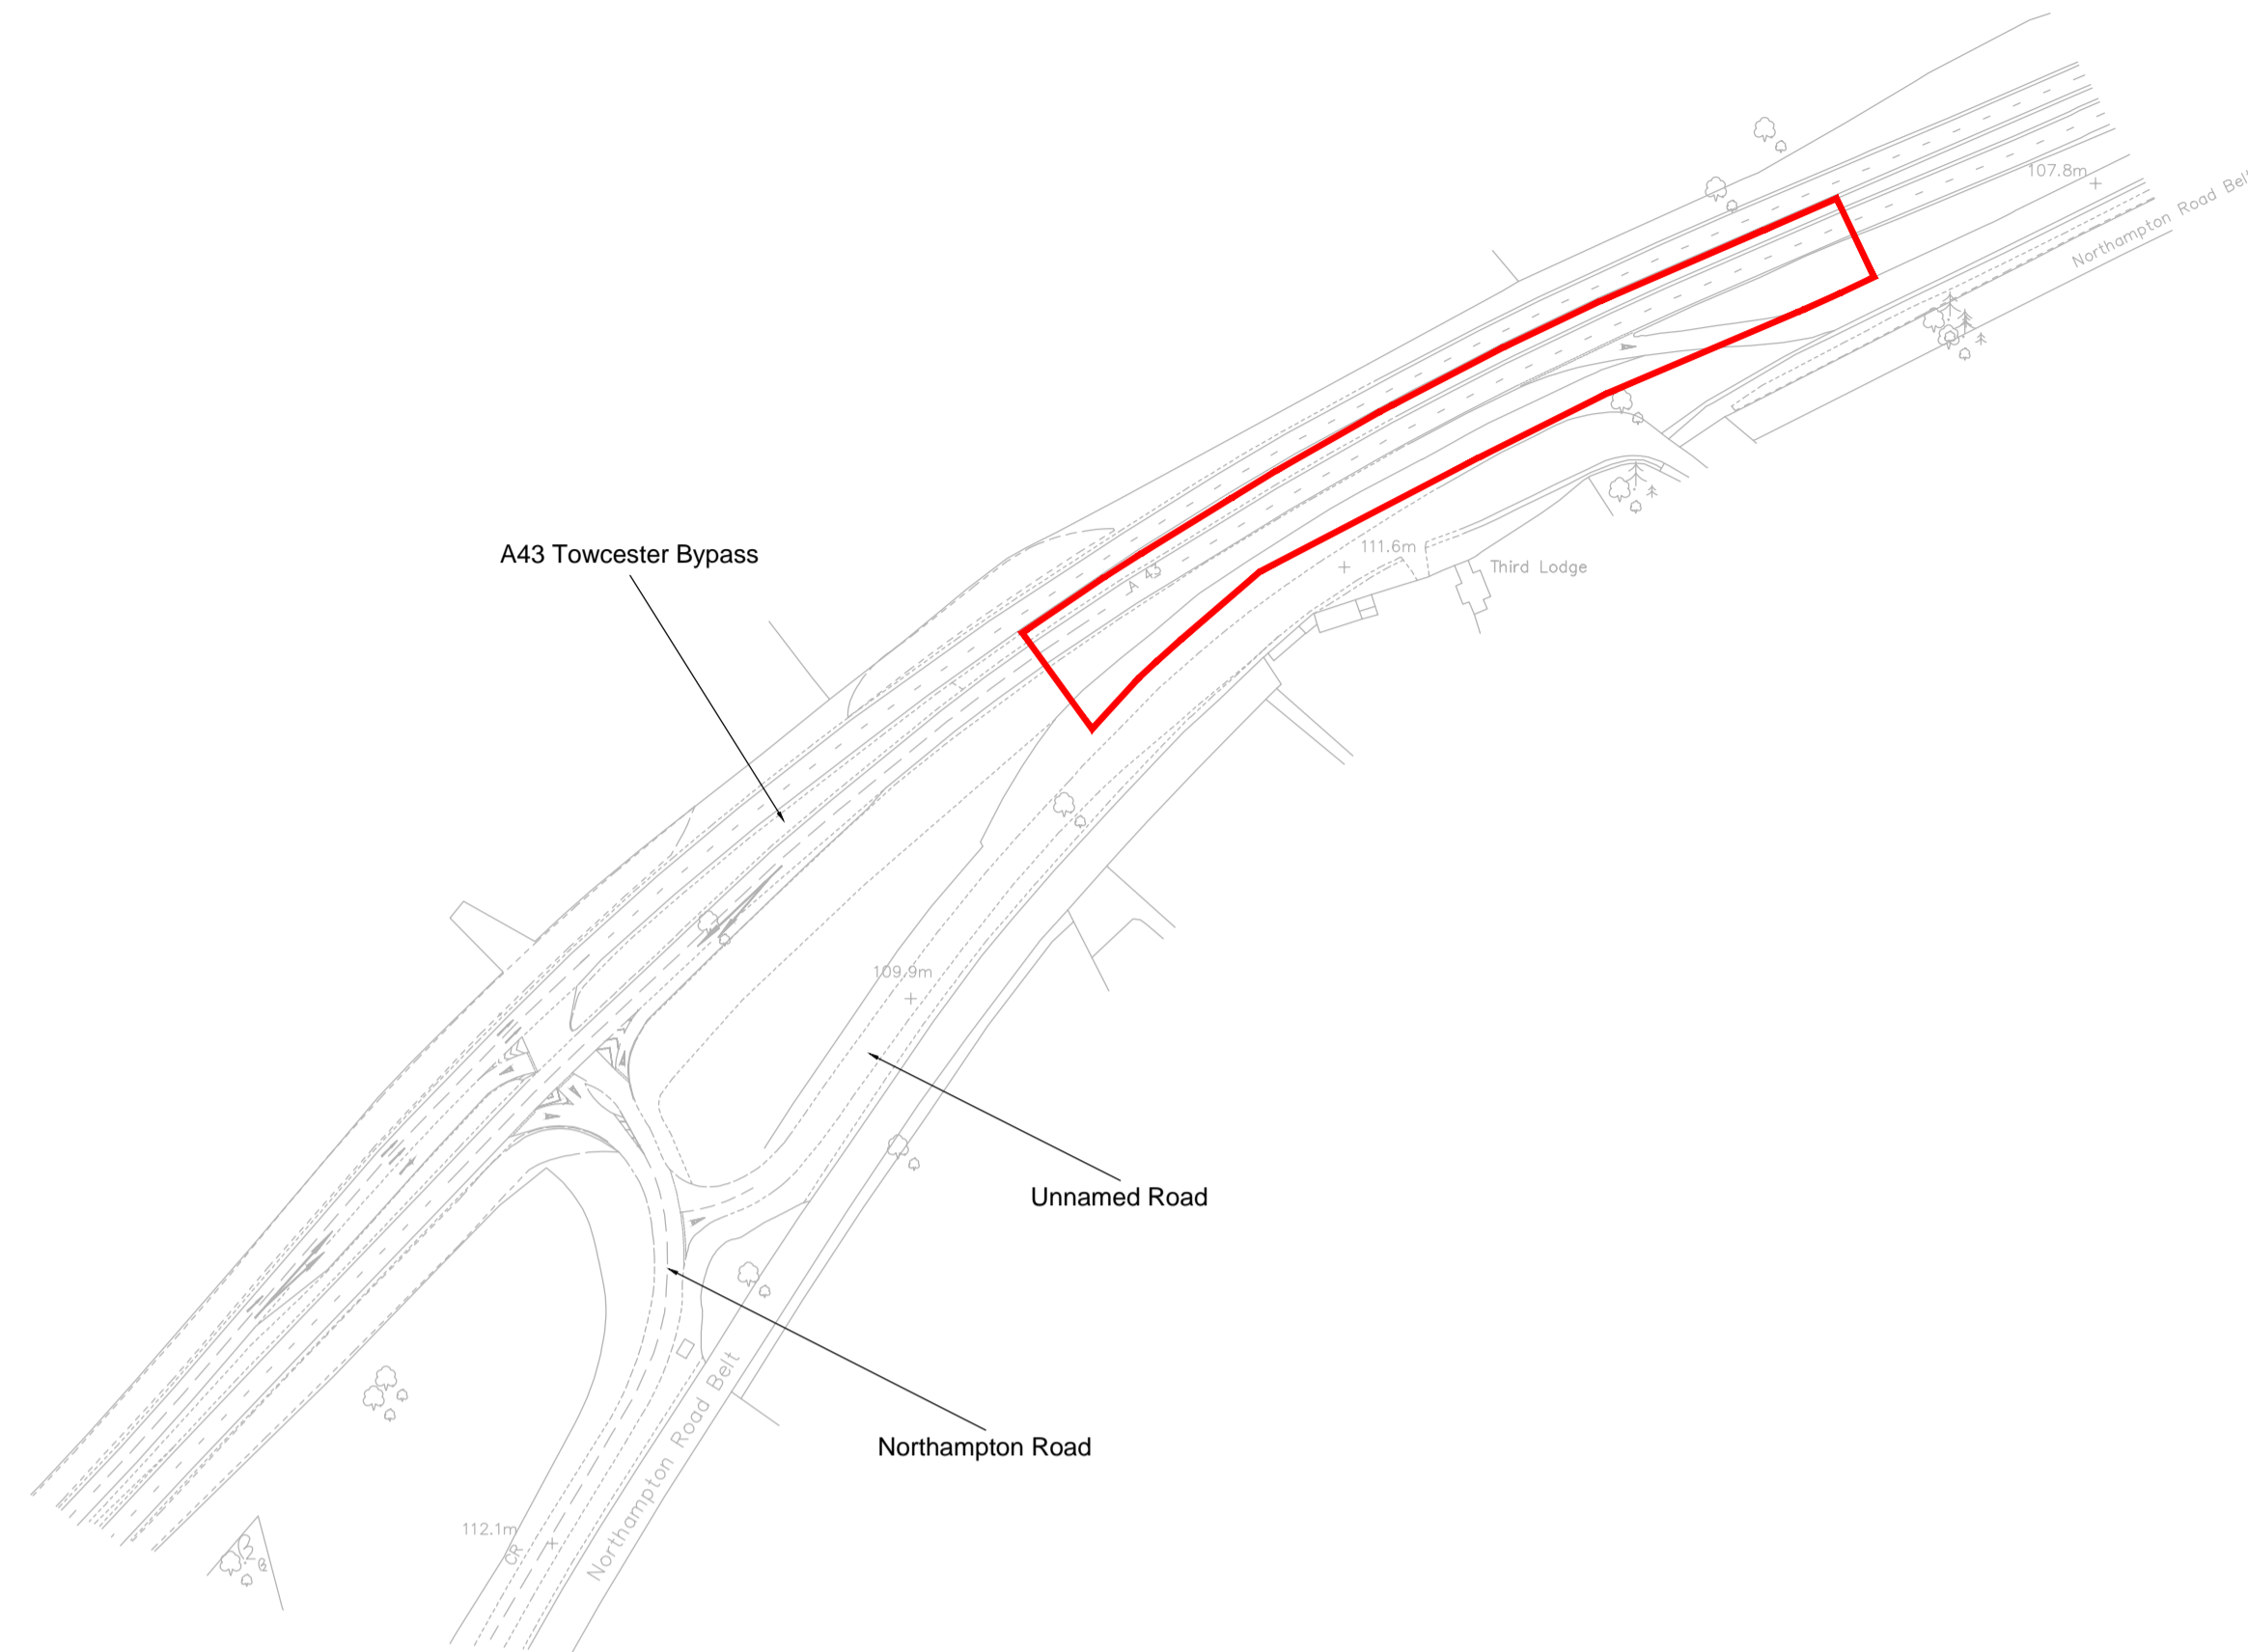 107.8m
Northampton Road Bel
A43 Towcester Bypass
111.6m
Third Lodge
A 43
109.9m
Unnamed Road
Northampton Road
Northampton Road Belt
112.1m
CR